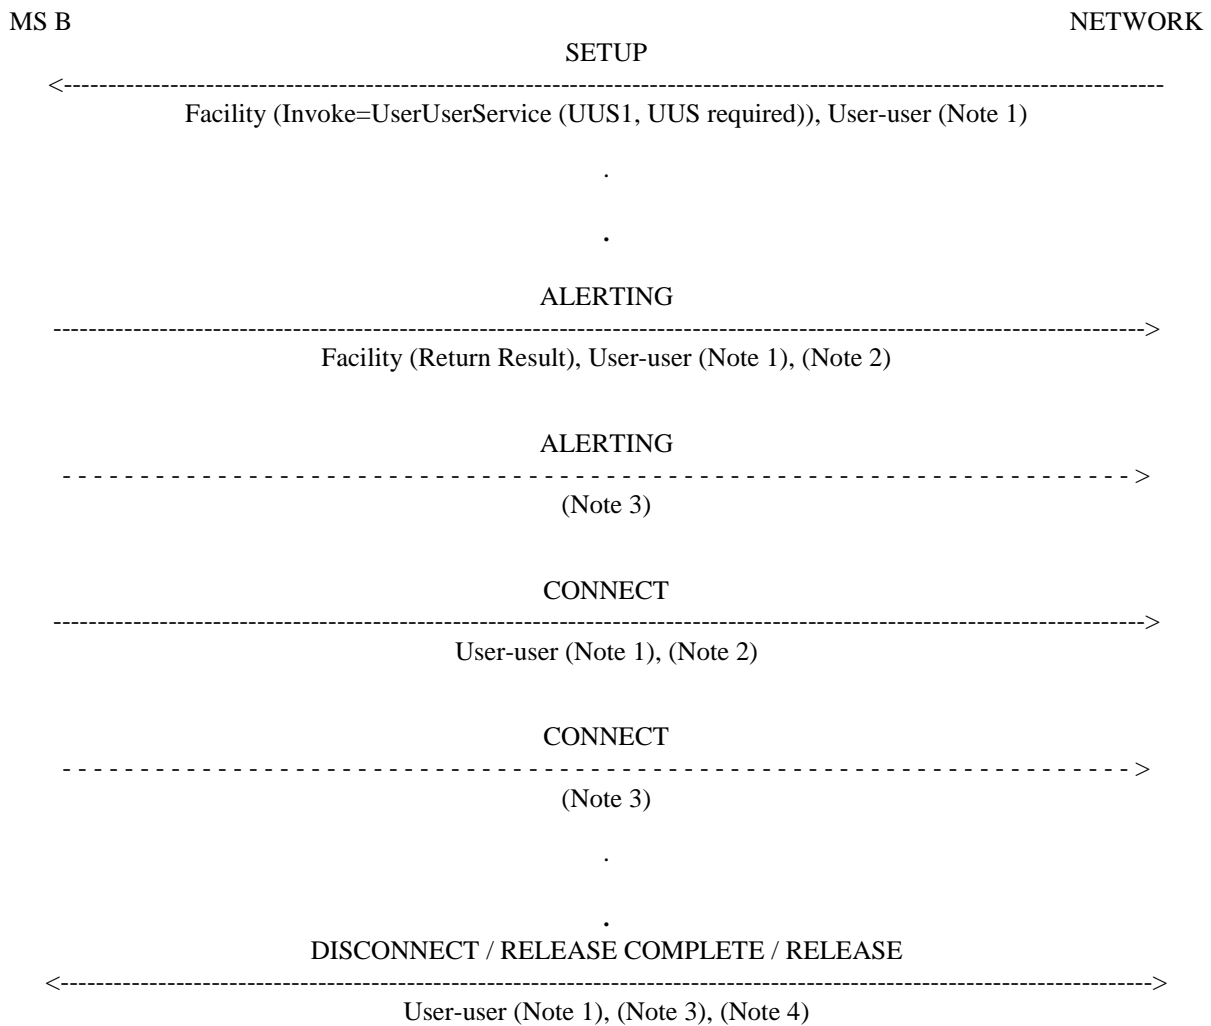 MS B NETWORK
SETUP
<------------------------------------------------------------------------------------------------------------------------------
Facility (Invoke=UserUserService (UUS1, UUS required)), User-user (Note 1)
.
.
ALERTING
------------------------------------------------------------------------------------------------------------------------------>
Facility (Return Result), User-user (Note 1), (Note 2)
ALERTING
- - - - - - - - - - - - - - - - - - - - - - - - - - - - - - - - - - - - - - - - - - - - - - - - - - - - - - - - - - - - - - - - - - - - - - >
(Note 3)
CONNECT
------------------------------------------------------------------------------------------------------------------------------>
User-user (Note 1), (Note 2)
CONNECT
- - - - - - - - - - - - - - - - - - - - - - - - - - - - - - - - - - - - - - - - - - - - - - - - - - - - - - - - - - - - - - - - - - - - - - >
(Note 3)
.
.
DISCONNECT / RELEASE COMPLETE / RELEASE
<------------------------------------------------------------------------------------------------------------------------------>
User-user (Note 1), (Note 3), (Note 4)